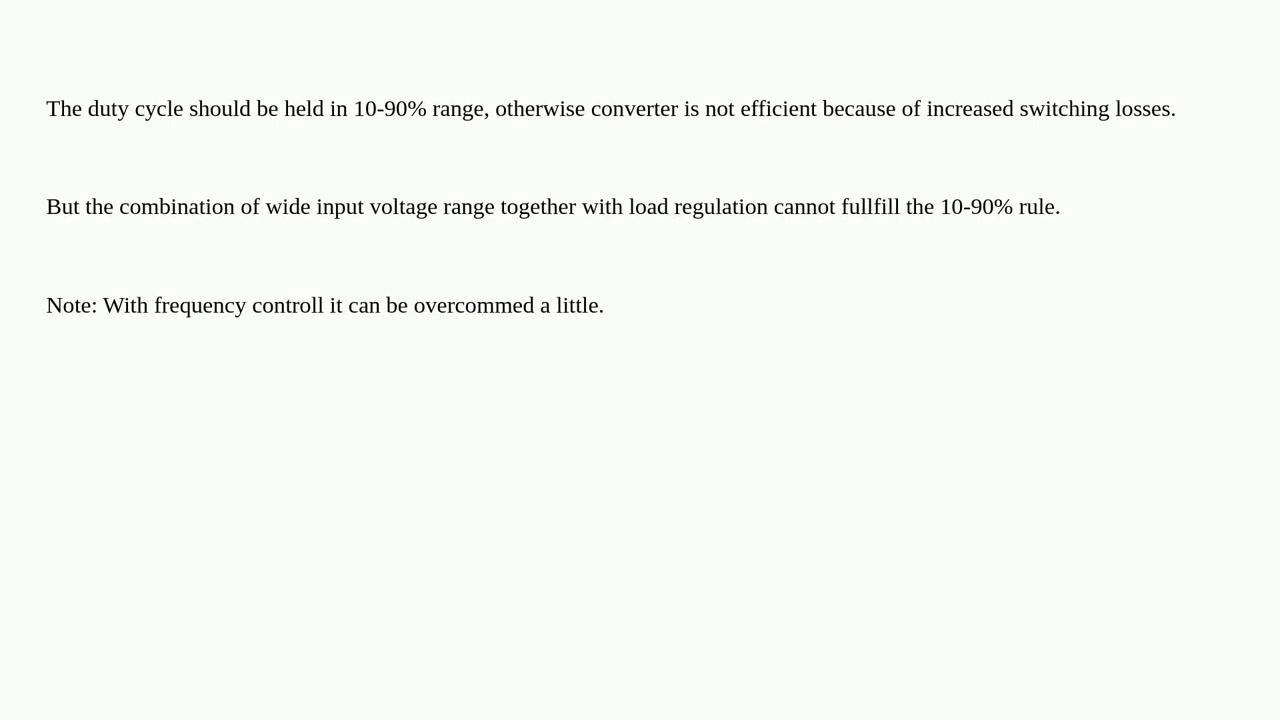 The duty cycle should be held in 10-90% range, otherwise converter is not efficient because of increased switching losses.
But the combination of wide input voltage range together with load regulation cannot fullfill the 10-90% rule.
Note: With frequency controll it can be overcommed a little.